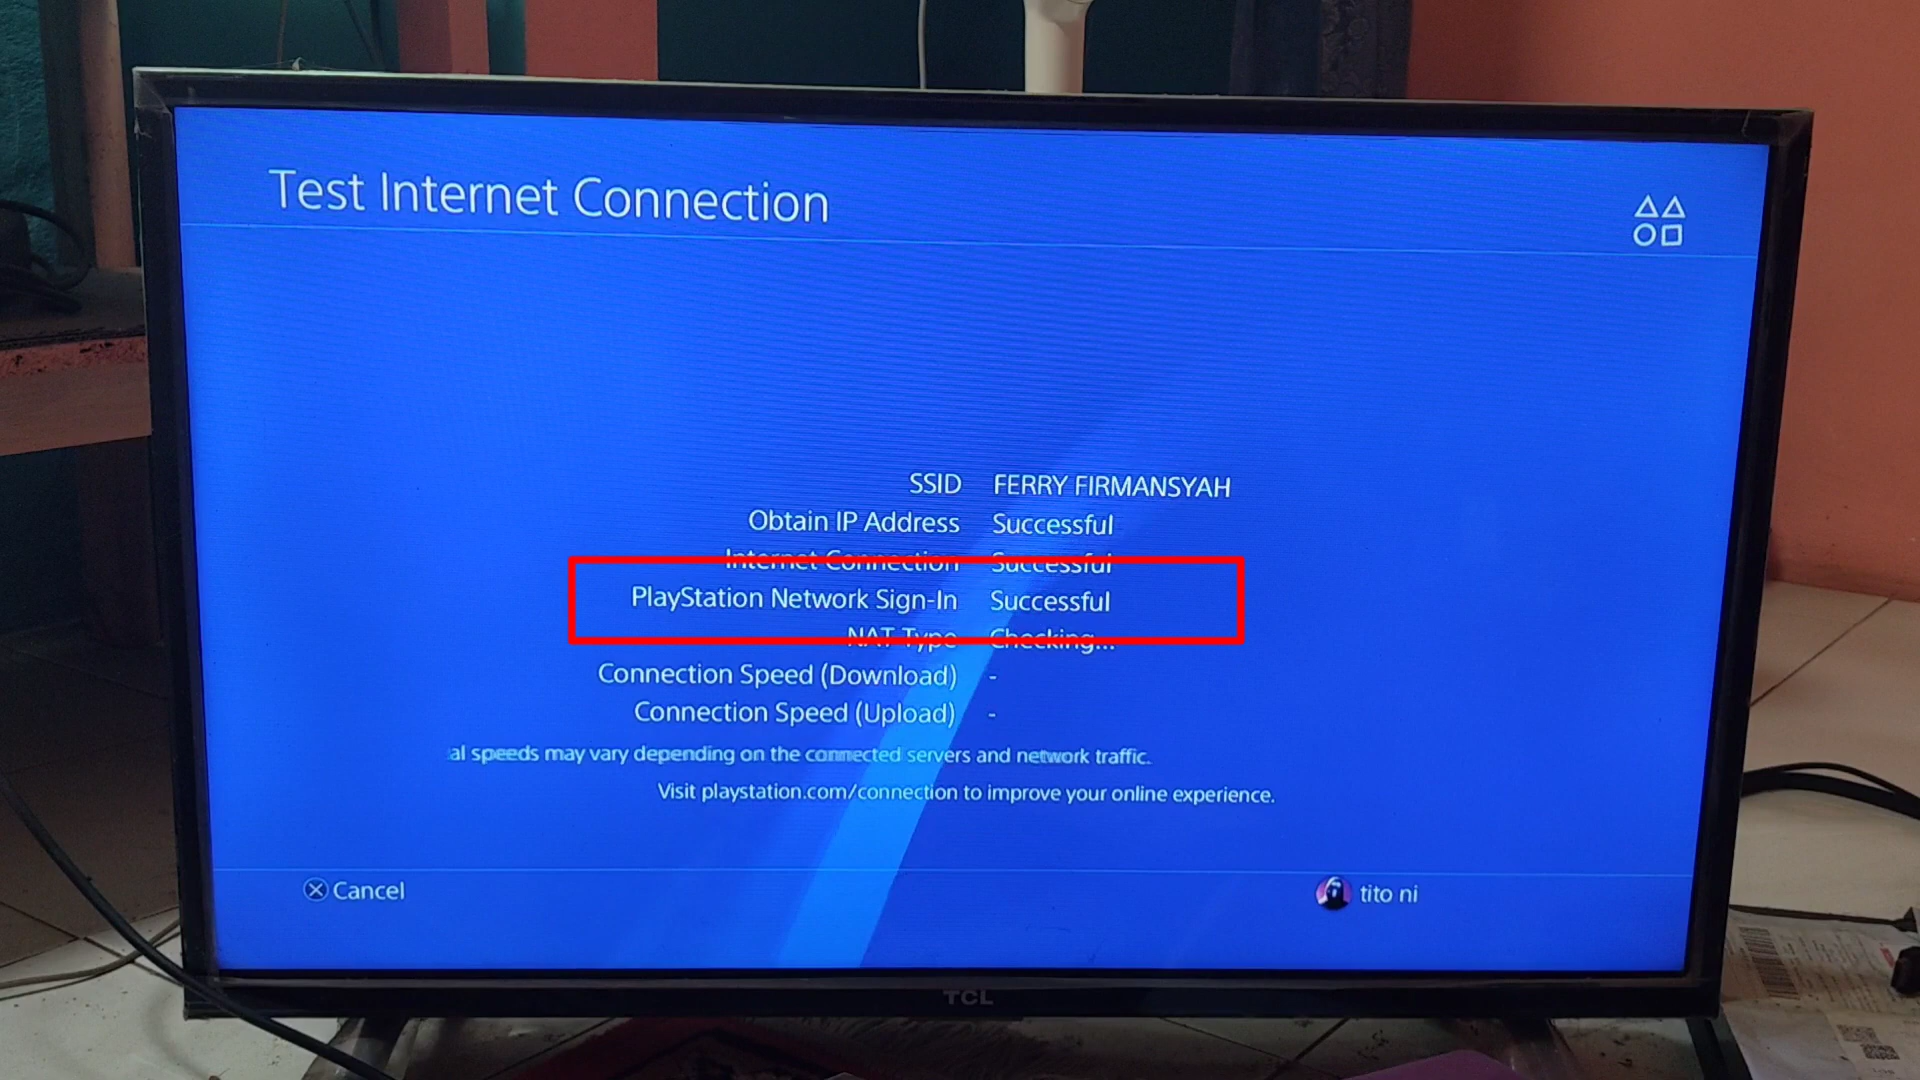 Test Internet Connection
SSID FERRY FIRMANSYAH
Obtain IP Address Successful
Internet Connection Successful
PlayStation Network Sign-In Successful
NAT Type Checking...
Connection Speed (Download) -
Connection Speed (Upload) -
al speeds may vary depending on the connected servers and network traffic.
Visit playstation.com/connection to improve your online experience.
Cancel
tito ni
TCL